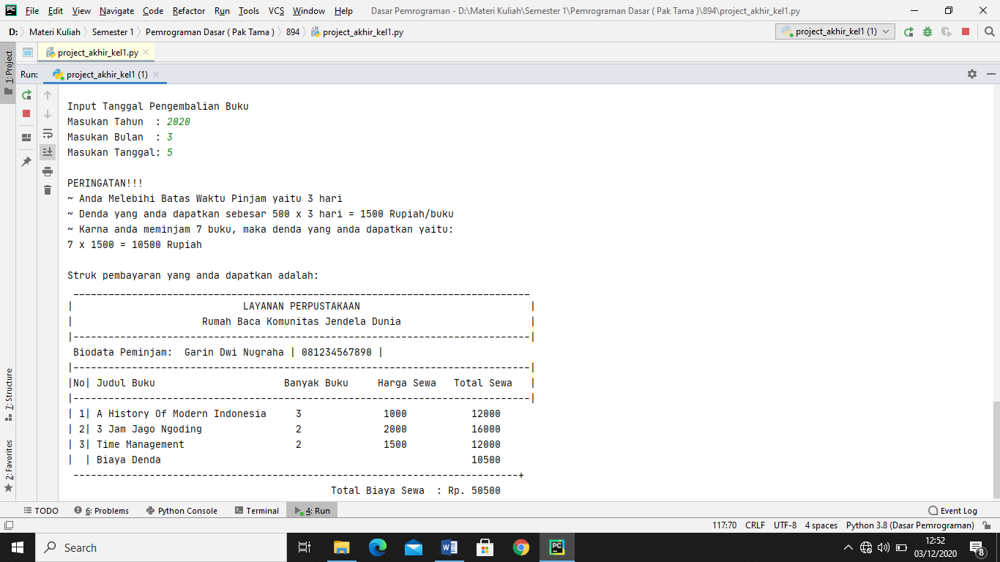 File Edit View Navigate Code Refactor Run Tools VCS Window Help Dasar Pemrograman - D:\Materi Kuliah\Semester 1\Pemrograman Dasar ( Pak Tama )\894\project_akhir_kel1.py
D: Materi Kuliah Semester 1 Pemrograman Dasar ( Pak Tama ) 894 project_akhir_kel1.py project_akhir_kel1 (1)
1: Project
project_akhir_kel1.py
Run: project_akhir_kel1 (1)
Input Tanggal Pengembalian Buku
Masukan Tahun  : 2020
Masukan Bulan  : 3
Masukan Tanggal: 5
PERINGATAN!!!
~ Anda Melebihi Batas Waktu Pinjam yaitu 3 hari
~ Denda yang anda dapatkan sebesar 500 x 3 hari = 1500 Rupiah/buku
~ Karna anda meminjam 7 buku, maka denda yang anda dapatkan yaitu:
7 x 1500 = 10500 Rupiah
Struk pembayaran yang anda dapatkan adalah:
______________________________________________________________________________
|                             LAYANAN PERPUSTAKAAN                             |
|                      Rumah Baca Komunitas Jendela Dunia                      |
|------------------------------------------------------------------------------|
Biodata Peminjam:  Garin Dwi Nugraha | 081234567890 |
|------------------------------------------------------------------------------|
|No| Judul Buku                      Banyak Buku     Harga Sewa   Total Sewa   |
|------------------------------------------------------------------------------|
| 1| A History Of Modern Indonesia     3              1000           12000
| 2| 3 Jam Jago Ngoding                2              2000           16000
| 3| Time Management                   2              1500           12000
|  | Biaya Denda                                                     10500
----------------------------------------------------------------------------+
Total Biaya Sewa  : Rp. 50500
7: Structure
2: Favorites
TODO 6: Problems Python Console Terminal 4: Run Event Log
117:70 CRLF UTF-8 4 spaces Python 3.8 (Dasar Pemrograman)
Search
12:52
03/12/2020
8